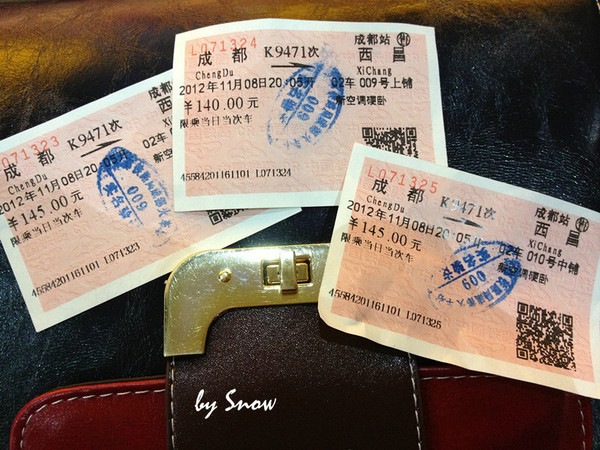 L071323
成都
K9471次
ChengDu
2012年11月08日20:05开
02车
￥145.00元
新空调
限乘当日当次车
45584201161101 L071323
L071324
成都站
成都
K9471次
西昌
ChengDu
XiChang
2012年11月08日20:05开
02车 009号上铺
￥140.00元
新空调硬卧
限乘当日当次车
45584201161101 L071324
009
L071325
成都站
成都
K9471次
西昌
ChengDu
XiChang
2012年11月08日20:05开
02车 010号中铺
￥145.00元
新空调硬卧
限乘当日当次车
45584201161101 L071325
009
by Snow